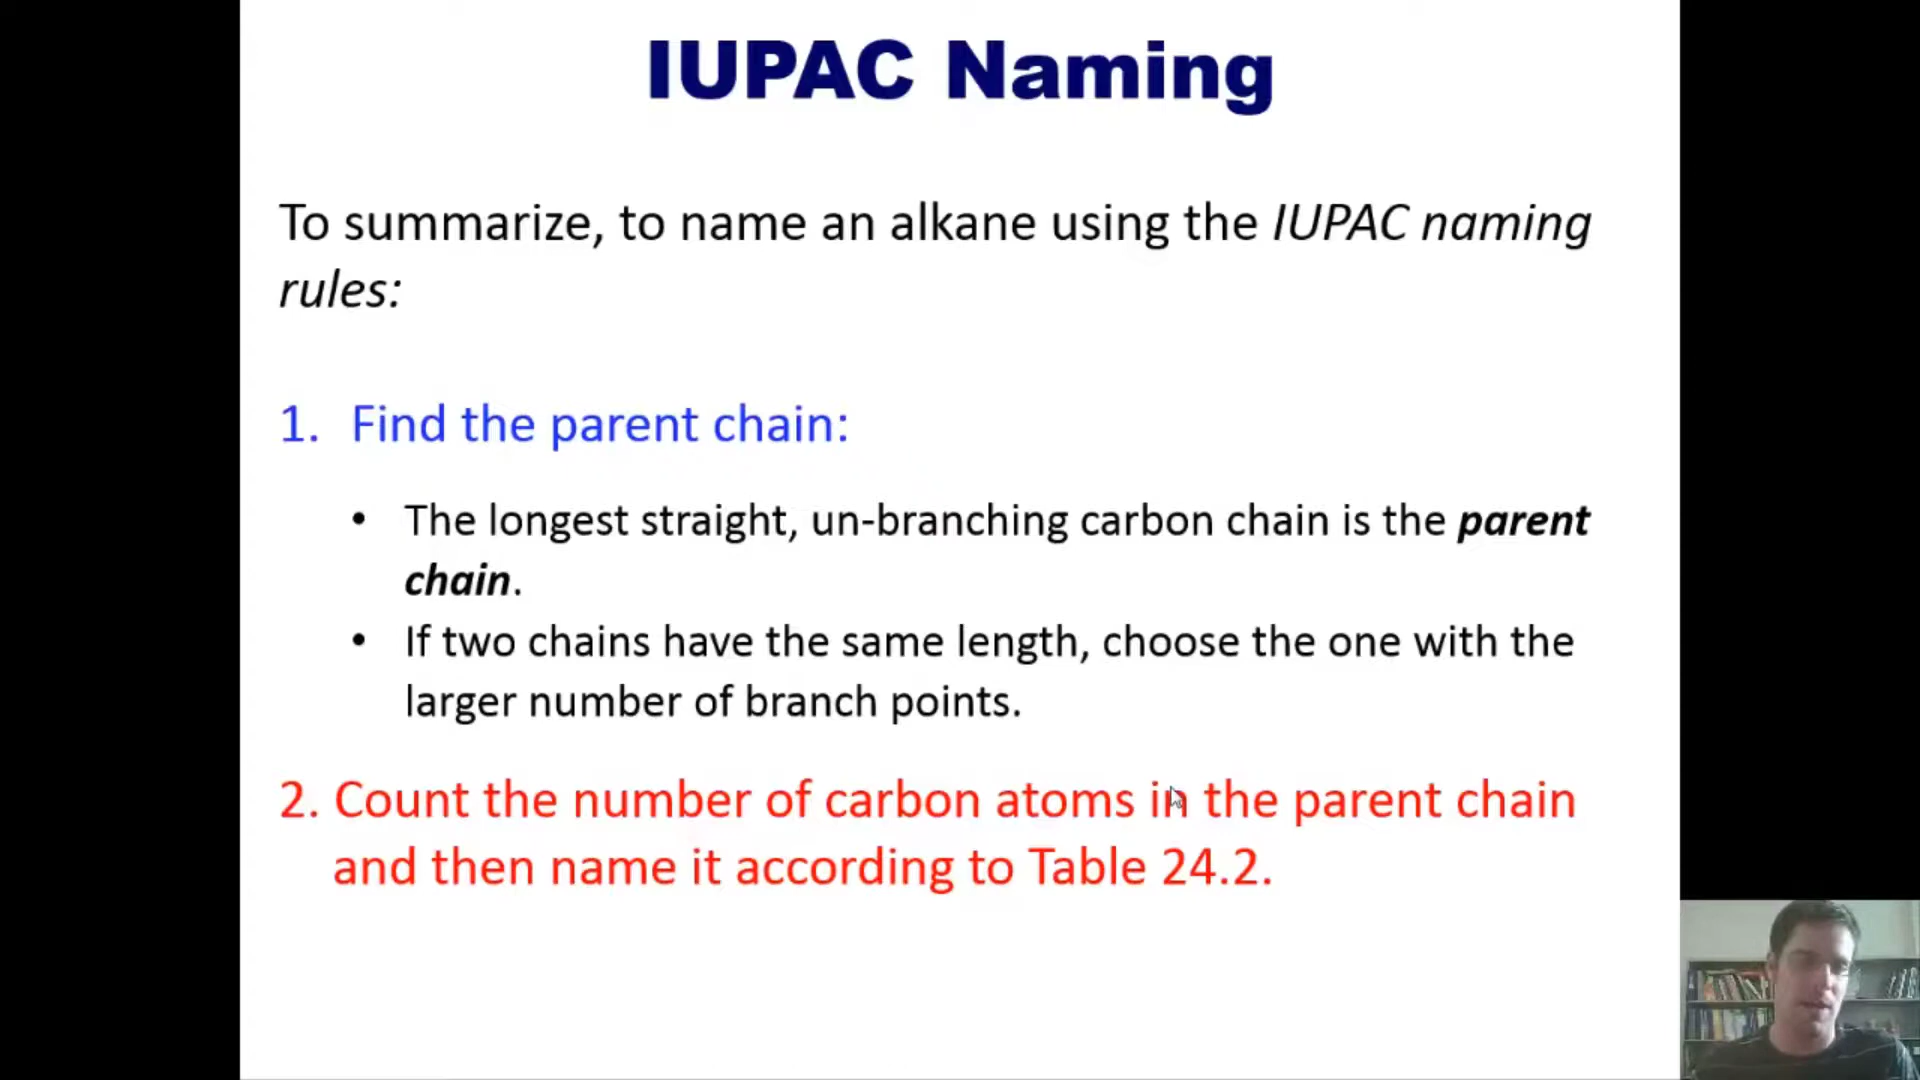 IUPAC Naming
To summarize, to name an alkane using the IUPAC naming
rules:
1. Find the parent chain:
• The longest straight, un-branching carbon chain is the parent
chain.
• If two chains have the same length, choose the one with the
larger number of branch points.
2. Count the number of carbon atoms in the parent chain
and then name it according to Table 24.2.